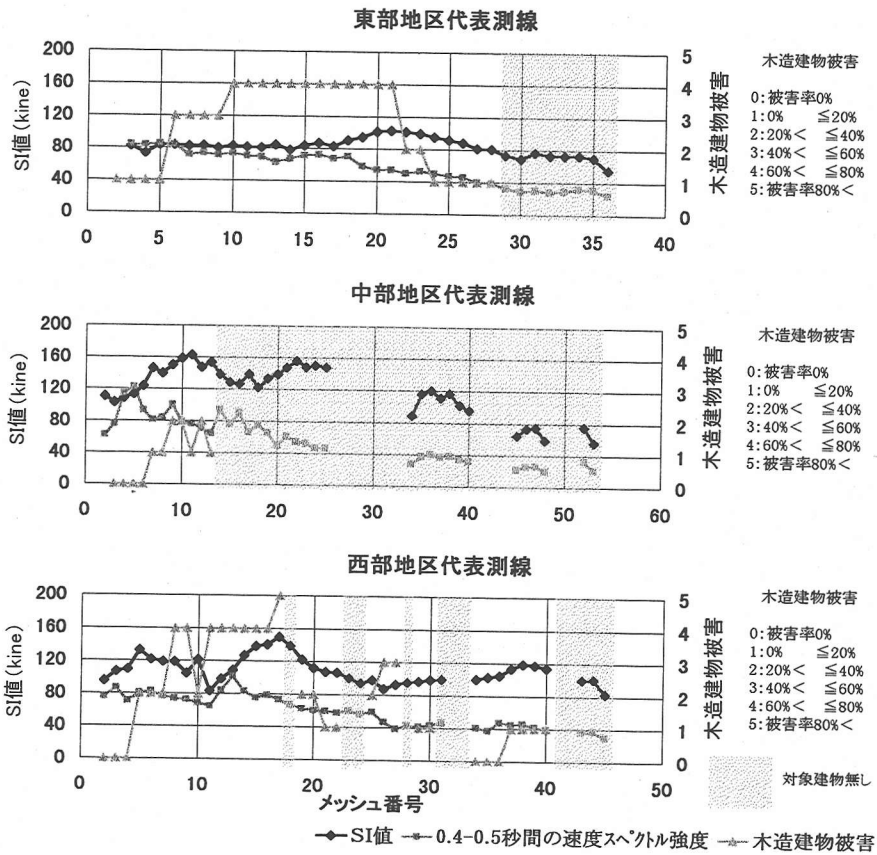 東部地区代表測線
200
160
120
80
40
0
SI値(kine)
5
4
3
2
1
0
木造建物被害
0 5 10 15 20 25 30 35 40
木造建物被害
0:被害率0%
1:0% ≦20%
2:20%< ≦40%
3:40%< ≦60%
4:60%< ≦80%
5:被害率80%<
中部地区代表測線
200
160
120
80
40
0
SI値(kine)
5
4
3
2
1
0
木造建物被害
0 10 20 30 40 50 60
木造建物被害
0:被害率0%
1:0% ≦20%
2:20%< ≦40%
3:40%< ≦60%
4:60%< ≦80%
5:被害率80%<
西部地区代表測線
200
160
120
80
40
0
SI値(kine)
5
4
3
2
1
0
木造建物被害
0 10 20 30 40 50
メッシュ番号
木造建物被害
0:被害率0%
1:0% ≦20%
2:20%< ≦40%
3:40%< ≦60%
4:60%< ≦80%
5:被害率80%<
対象建物無し
SI値 0.4-0.5秒間の速度スペクトル強度 木造建物被害